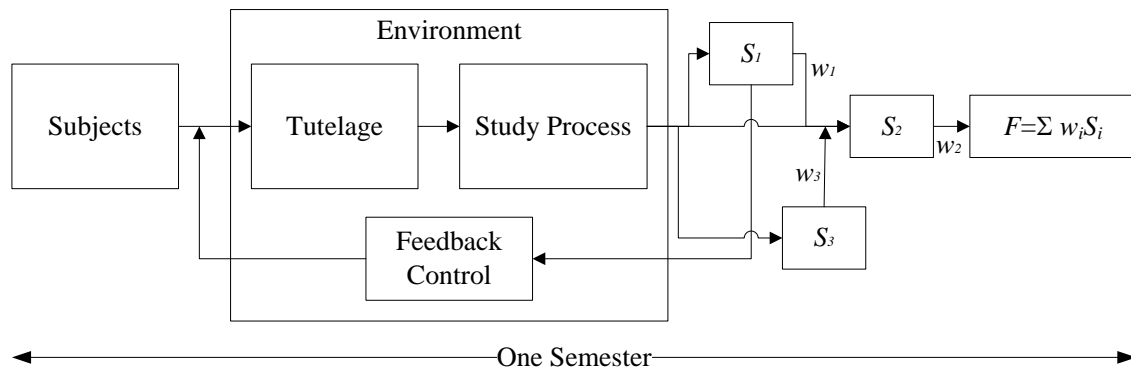 Environment
Subjects
Tutelage
Study Process
S1
w1
S2
w2
F=Σ wiSi
w3
S3
Feedback
Control
One Semester